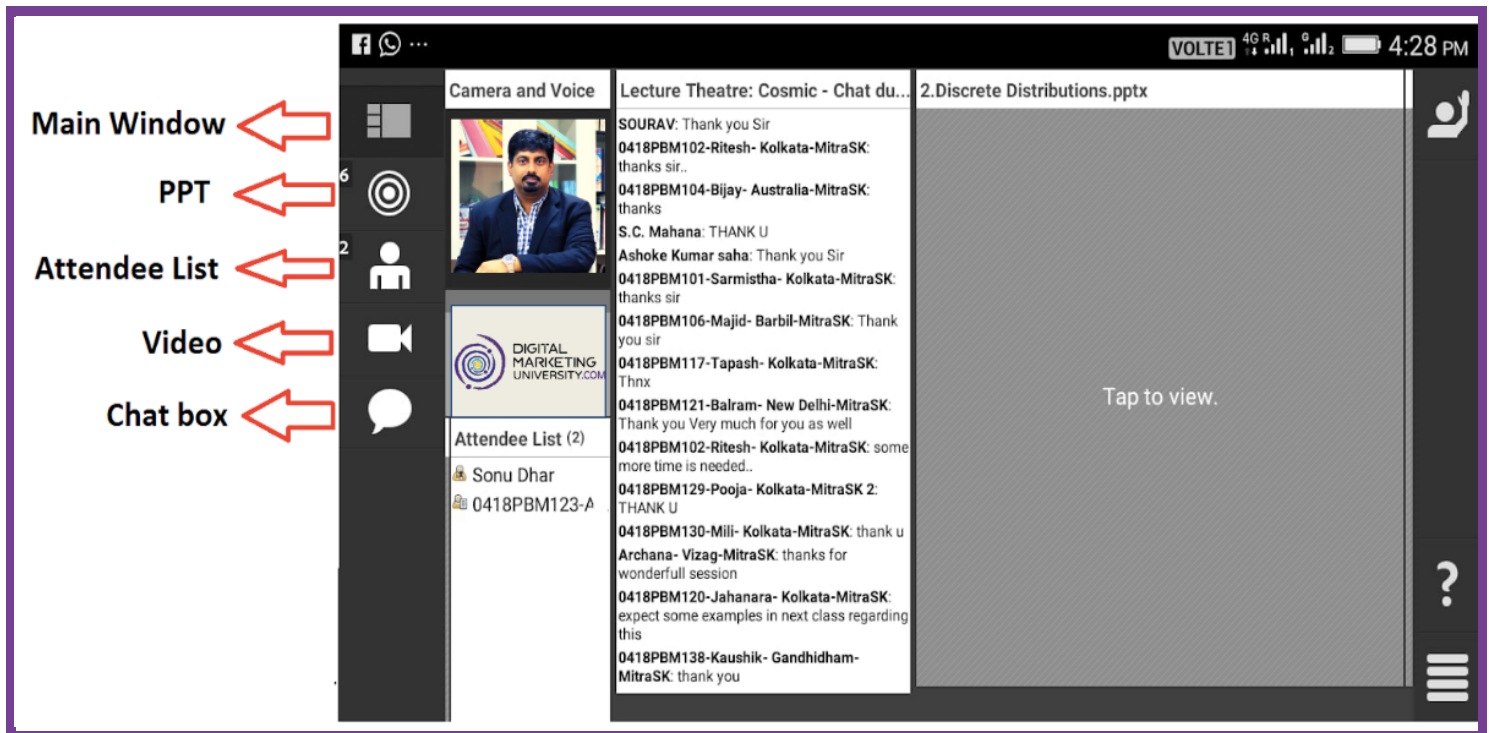 VOLTE1 4G R 1 G 2 4:28 PM
Main Window
PPT
Attendee List
Video
Chat box
6
2
Camera and Voice
DIGITAL
MARKETING
UNIVERSITY.COM
Attendee List (2)
Sonu Dhar
0418PBM123-A
Lecture Theatre: Cosmic - Chat du...
SOURAV: Thank you Sir
0418PBM102-Ritesh- Kolkata-MitraSK:
thanks sir..
0418PBM104-Bijay- Australia-MitraSK:
thanks
S.C. Mahana: THANK U
Ashoke Kumar saha: Thank you Sir
0418PBM101-Sarmistha- Kolkata-MitraSK:
thanks sir
0418PBM106-Majid- Barbil-MitraSK: Thank
you sir
0418PBM117-Tapash- Kolkata-MitraSK:
Thnx
0418PBM121-Balram- New Delhi-MitraSK:
Thank you Very much for you as well
0418PBM102-Ritesh- Kolkata-MitraSK: some
more time is needed..
0418PBM129-Pooja- Kolkata-MitraSK 2:
THANK U
0418PBM130-Mili- Kolkata-MitraSK: thank u
Archana- Vizag-MitraSK: thanks for
wonderfull session
0418PBM120-Jahanara- Kolkata-MitraSK:
expect some examples in next class regarding
this
0418PBM138-Kaushik- Gandhidham-
MitraSK: thank you
2.Discrete Distributions.pptx
Tap to view.
?